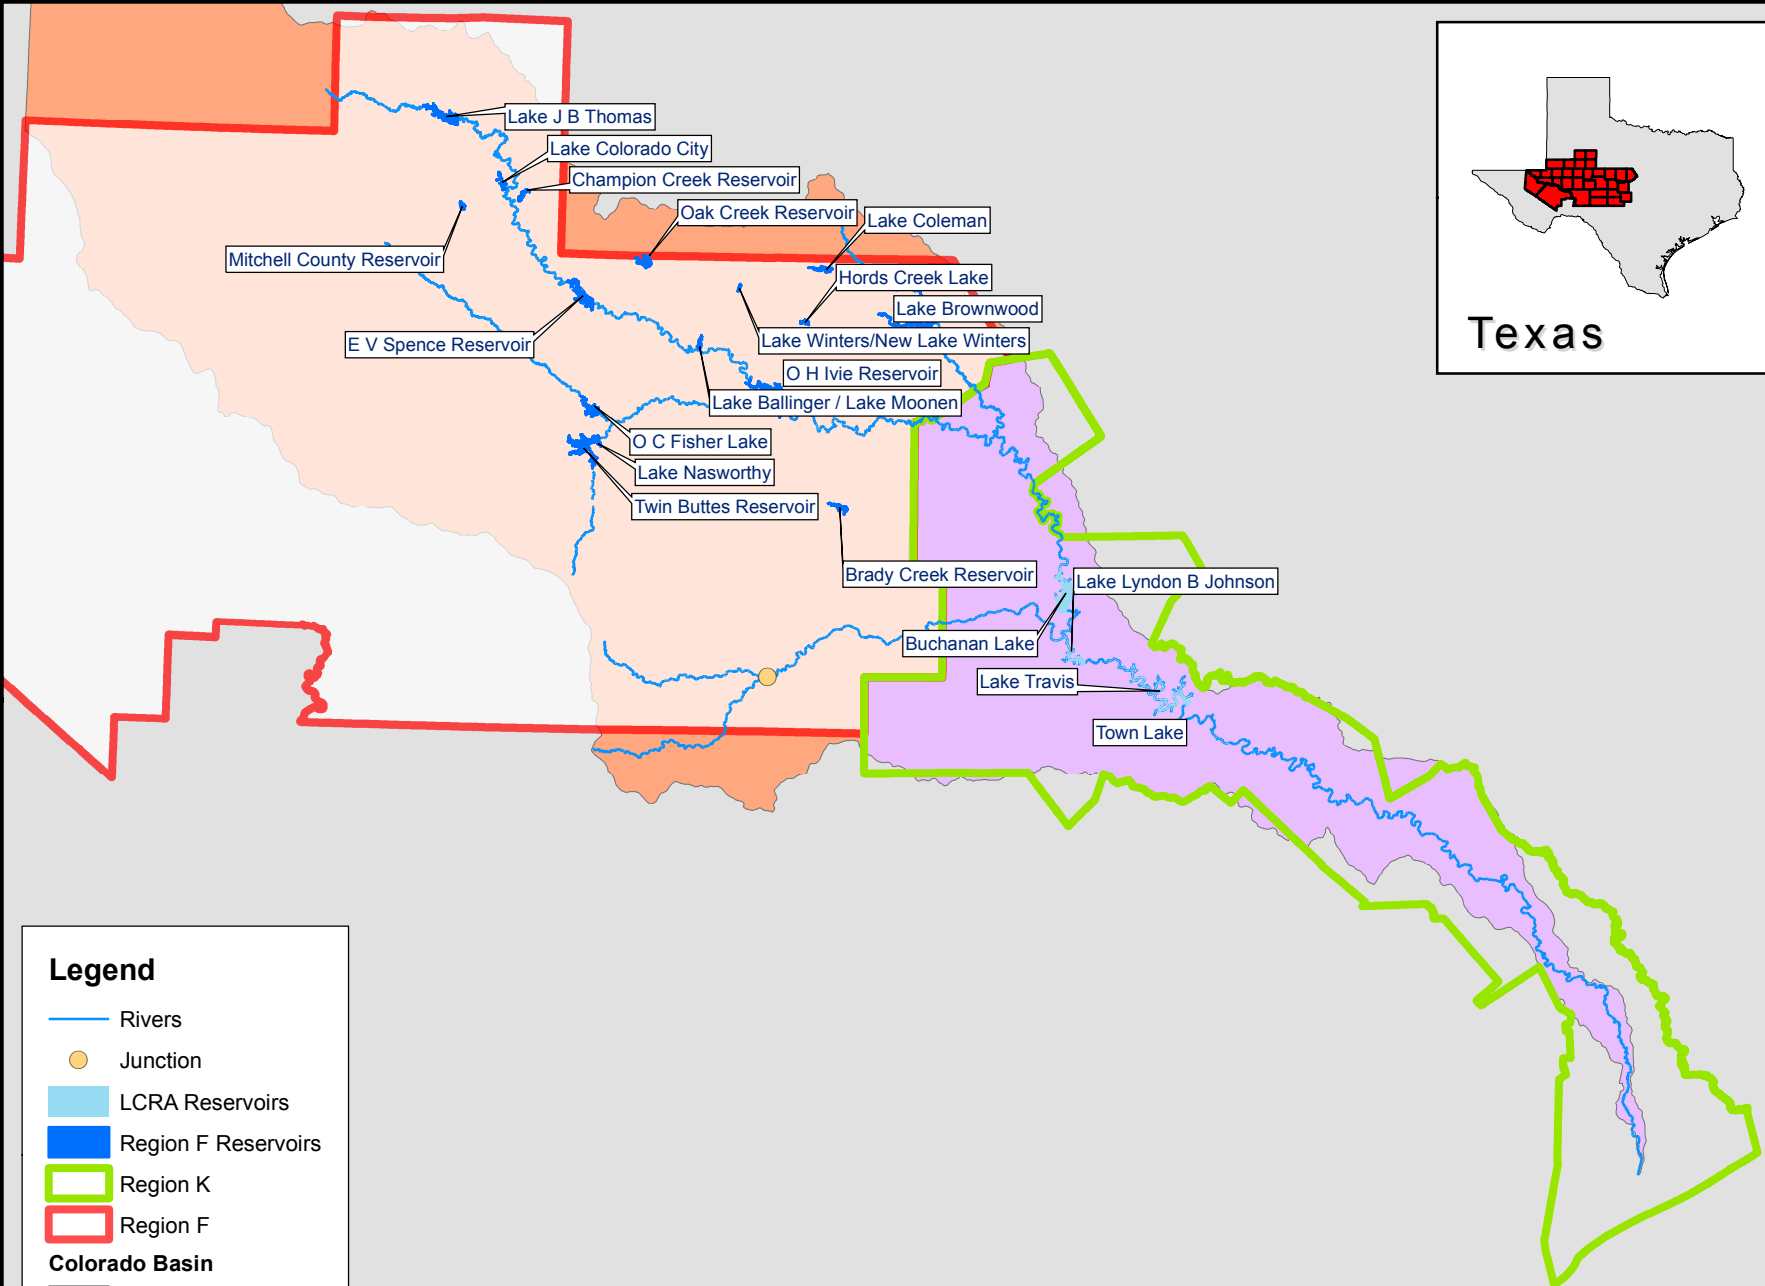 Lake J B Thomas
Lake Colorado City
Champion Creek Reservoir
Oak Creek Reservoir
Lake Coleman
Mitchell County Reservoir
Hords Creek Lake
Lake Brownwood
E V Spence Reservoir
Lake Winters/New Lake Winters
O H Ivie Reservoir
Lake Ballinger / Lake Moonen
O C Fisher Lake
Lake Nasworthy
Twin Buttes Reservoir
Brady Creek Reservoir
Lake Lyndon B Johnson
Buchanan Lake
Lake Travis
Town Lake
Texas
Legend
Rivers
Junction
LCRA Reservoirs
Region F Reservoirs
Region K
Region F
Colorado Basin